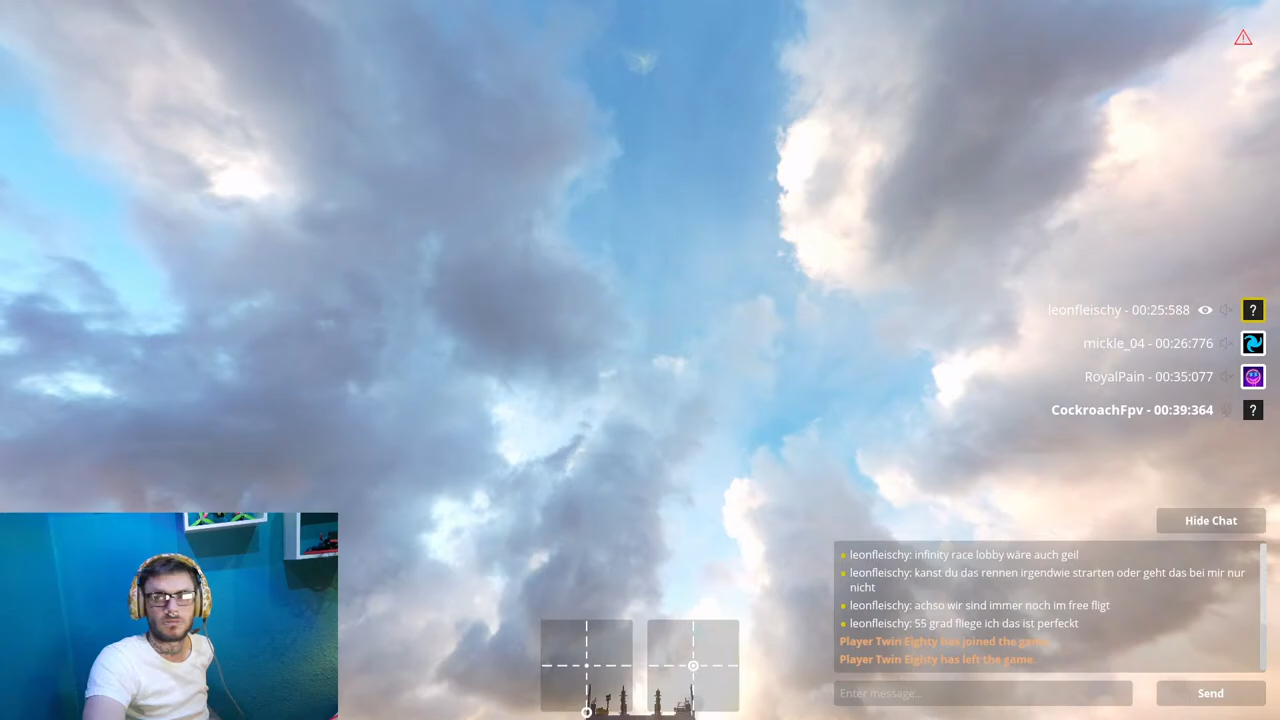 leonfleischy - 00:25:588
?
mickle_04 - 00:26:776
RoyalPain - 00:35:077
CockroachFpv - 00:39:364
?
Hide Chat
leonfleischy: infinity race lobby wäre auch geil
leonfleischy: kanst du das rennen irgendwie strarten oder geht das bei mir nur
nicht
leonfleischy: achso wir sind immer noch im free fligt
leonfleischy: 55 grad fliege ich das ist perfeckt
Player Twin Eighty has joined the game.
Player Twin Eighty has left the game.
Enter message...
Send